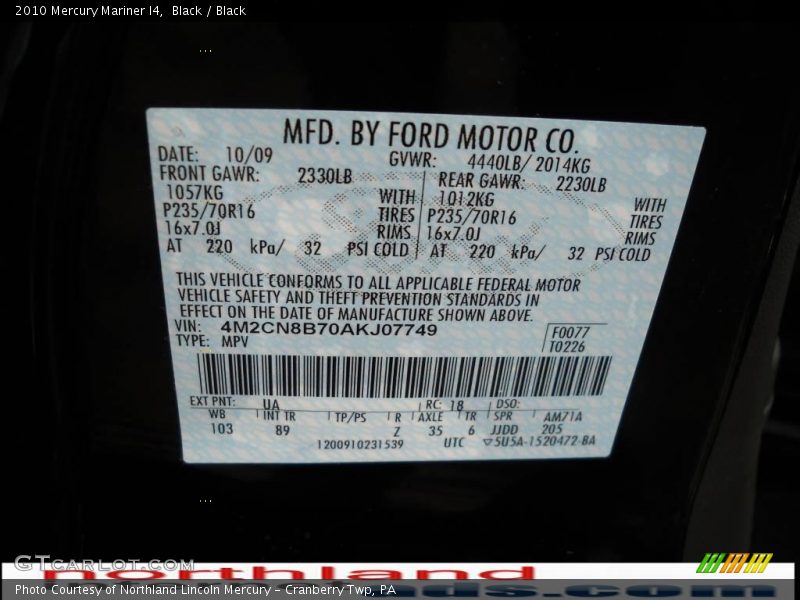 2010 Mercury Mariner I4,  Black / Black
MFD. BY FORD MOTOR CO.
DATE: 10/09 GVWR: 4440LB/ 2014KG
FRONT GAWR: 2330LB REAR GAWR: 2230LB
1057KG WITH 1012KG WITH
P235/70R16 TIRES P235/70R16 TIRES
16x7.0J RIMS 16x7.0J RIMS
AT 220 kPa/ 32 PSI COLD AT 220 kPa/ 32 PSI COLD
THIS VEHICLE CONFORMS TO ALL APPLICABLE FEDERAL MOTOR
VEHICLE SAFETY AND THEFT PREVENTION STANDARDS IN
EFFECT ON THE DATE OF MANUFACTURE SHOWN ABOVE.
VIN: 4M2CN8B70AKJ07749 F0077
TYPE: MPV T0226
EXT PNT: UA RC: 18 DSO:
WB INT TR TP/PS R AXLE TR SPR AM71A
103 89 Z 35 6 JJDD 205
1200910231539 UTC ▽5U5A-1520472-BA
GTCarLot.com
northland
Photo Courtesy of Northland Lincoln Mercury – Cranberry Twp, PA